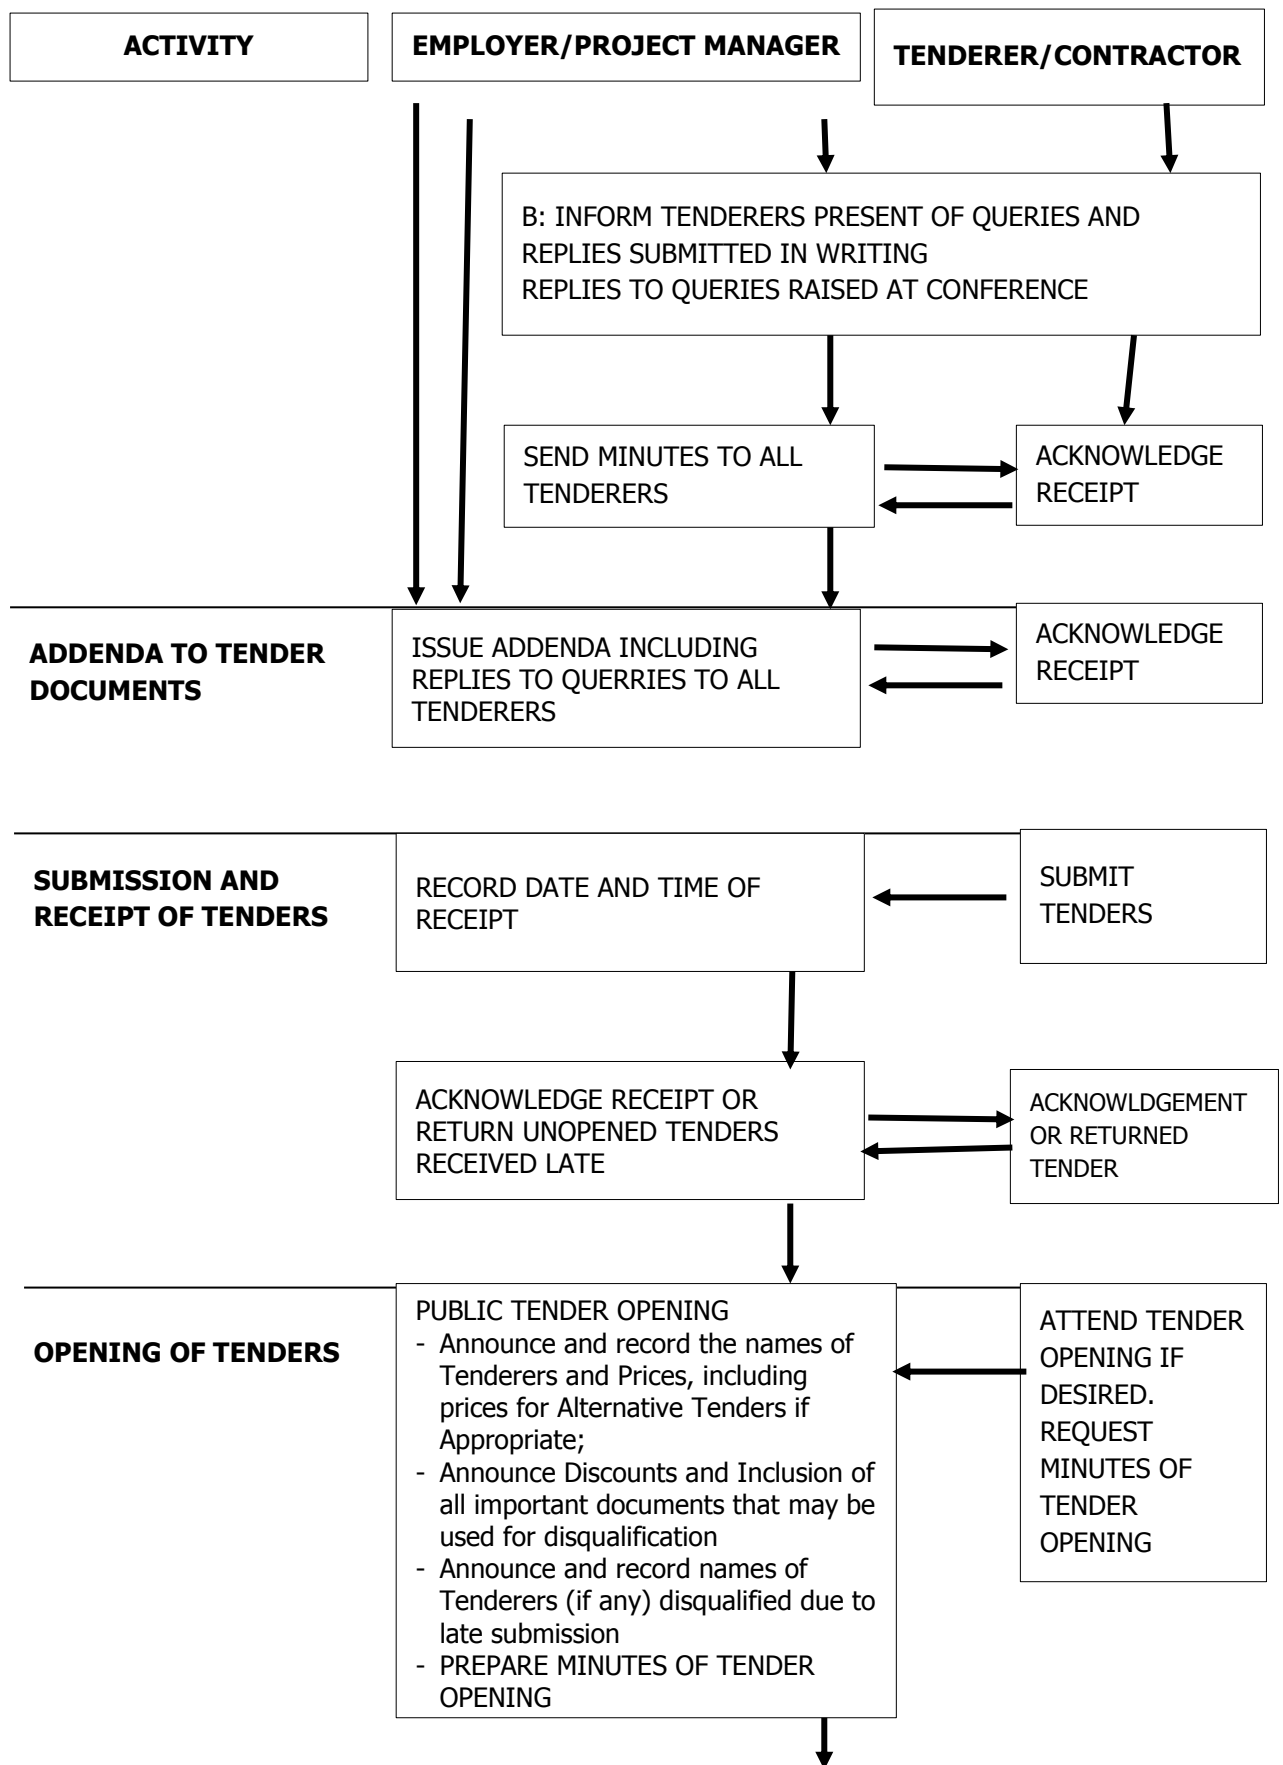 ACTIVITY
EMPLOYER/PROJECT MANAGER
TENDERER/CONTRACTOR
B: INFORM TENDERERS PRESENT OF QUERIES AND
REPLIES SUBMITTED IN WRITING
REPLIES TO QUERIES RAISED AT CONFERENCE
SEND MINUTES TO ALL
TENDERERS
ACKNOWLEDGE
RECEIPT
ADDENDA TO TENDER
DOCUMENTS
ISSUE ADDENDA INCLUDING
REPLIES TO QUERRIES TO ALL
TENDERERS
ACKNOWLEDGE
RECEIPT
SUBMISSION AND
RECEIPT OF TENDERS
RECORD DATE AND TIME OF
RECEIPT
SUBMIT
TENDERS
ACKNOWLEDGE RECEIPT OR
RETURN UNOPENED TENDERS
RECEIVED LATE
ACKNOWLDGEMENT
OR RETURNED
TENDER
OPENING OF TENDERS
PUBLIC TENDER OPENING
- Announce and record the names of
Tenderers and Prices, including
prices for Alternative Tenders if
Appropriate;
- Announce Discounts and Inclusion of
all important documents that may be
used for disqualification
- Announce and record names of
Tenderers (if any) disqualified due to
late submission
- PREPARE MINUTES OF TENDER
OPENING
ATTEND TENDER
OPENING IF
DESIRED.
REQUEST
MINUTES OF
TENDER
OPENING